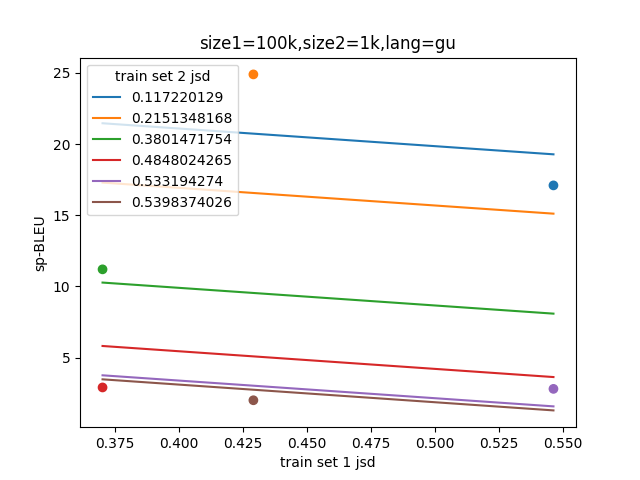 size1=100k,size2=1k,lang=gu
train set 2 jsd
0.117220129
0.2151348168
0.3801471754
0.4848024265
0.533194274
0.5398374026
sp-BLEU
25
20
15
10
5
0.375 0.400 0.425 0.450 0.475 0.500 0.525 0.550
train set 1 jsd